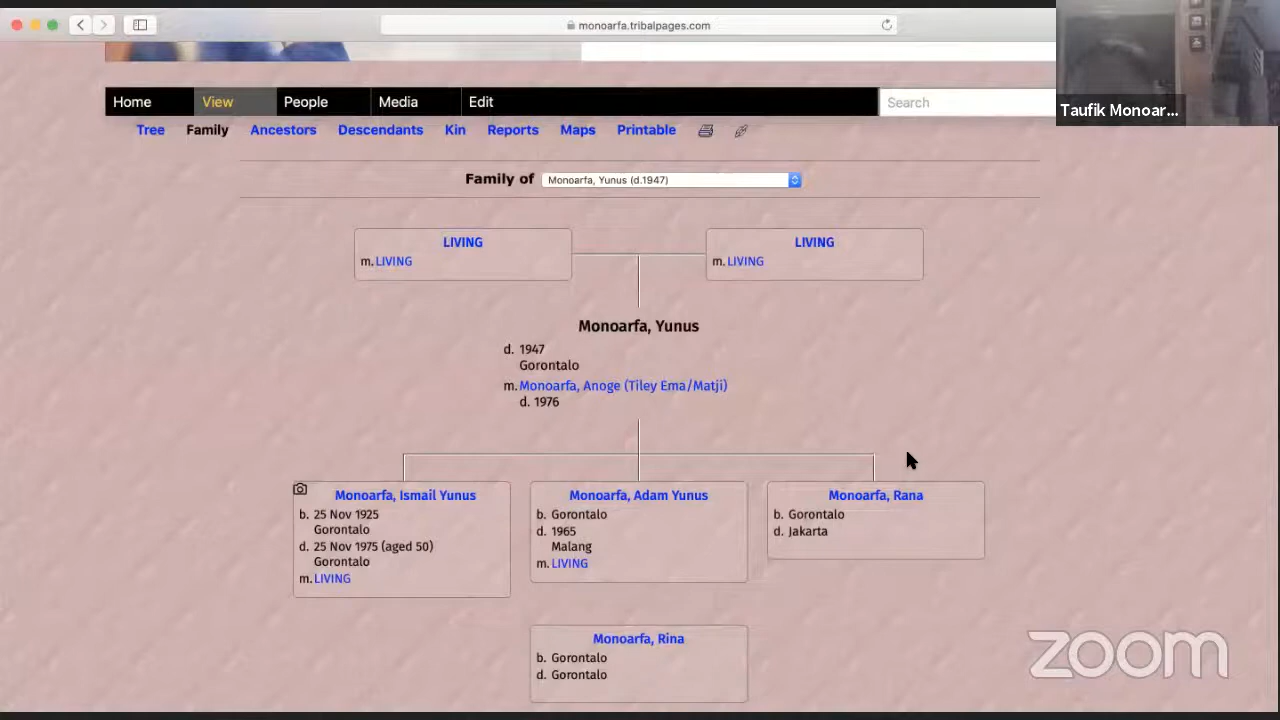 monoarfa.tribalpages.com
Home View People Media Edit Search
Taufik Monoar...
Tree Family Ancestors Descendants Kin Reports Maps Printable
Family of Monoarfa, Yunus (d.1947)
LIVING
m. LIVING
LIVING
m. LIVING
Monoarfa, Yunus
d. 1947
Gorontalo
m. Monoarfa, Anoge (Tiley Ema/Matji)
d. 1976
Monoarfa, Ismail Yunus
b. 25 Nov 1925
Gorontalo
d. 25 Nov 1975 (aged 50)
Gorontalo
m. LIVING
Monoarfa, Adam Yunus
b. Gorontalo
d. 1965
Malang
m. LIVING
Monoarfa, Rana
b. Gorontalo
d. Jakarta
Monoarfa, Rina
b. Gorontalo
d. Gorontalo
zoom